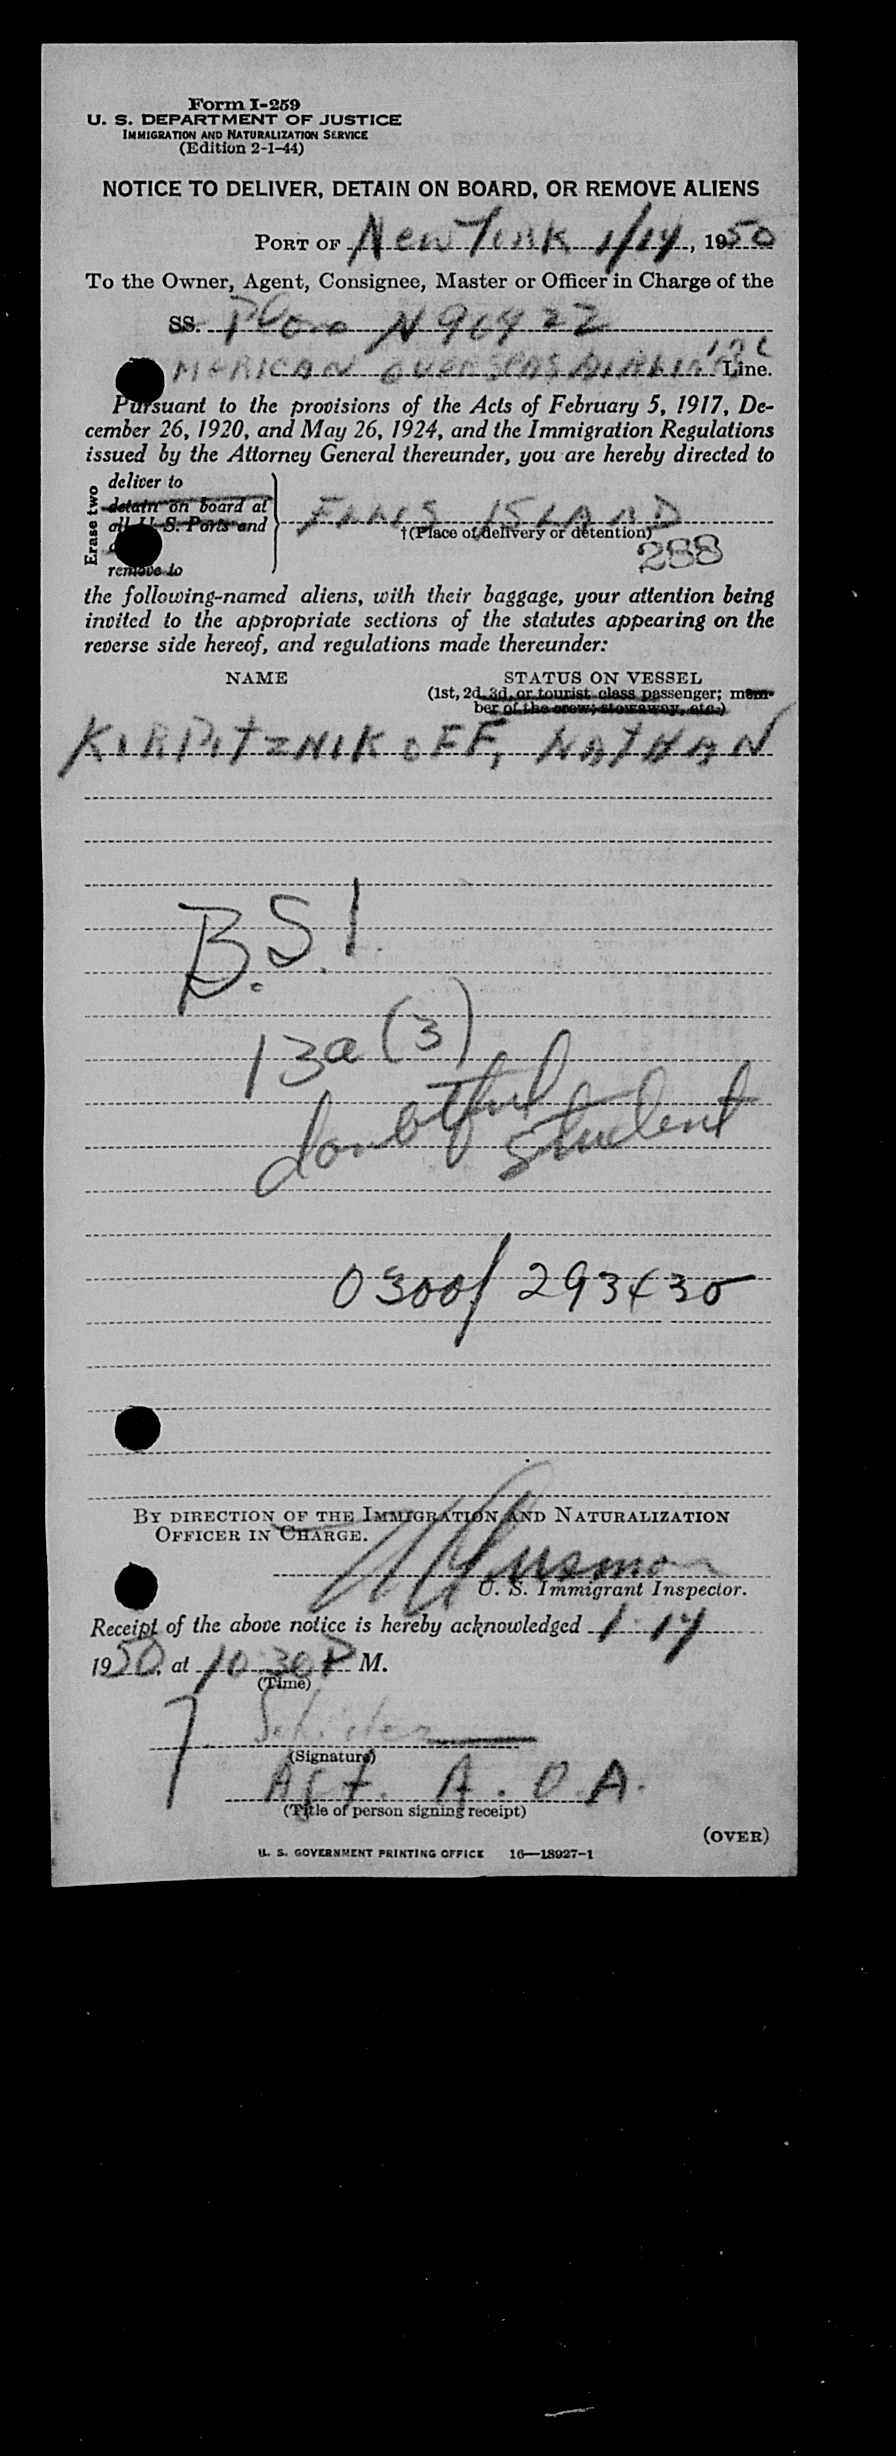 Form I-259
U. S. DEPARTMENT OF JUSTICE
IMMIGRATION AND NATURALIZATION SERVICE
(Edition 2-1-44)
NOTICE TO DELIVER, DETAIN ON BOARD, OR REMOVE ALIENS
PORT OF New York 1/14, 1950
To the Owner, Agent, Consignee, Master or Officer in Charge of the
SS. N90922
AMERICAN OVERSEAS AIRLINES Line.
Pursuant to the provisions of the Acts of February 5, 1917, De-
cember 26, 1920, and May 26, 1924, and the Immigration Regulations
issued by the Attorney General thereunder, you are hereby directed to
Erase two
deliver to
detain on board at
all U. S. Ports and
remove to
ELLIS ISLAND
†(Place of delivery or detention)
288
the following-named aliens, with their baggage, your attention being
invited to the appropriate sections of the statutes appearing on the
reverse side hereof, and regulations made thereunder:
NAME STATUS ON VESSEL
(1st, 2d, 3d, or tourist class passenger; mem-
ber of the crew; stowaway, etc.)
KIRPITZNIKOFF, NATHAN
B.S.I.
13a (3)
doubtful
student
0300/293430
BY DIRECTION OF THE IMMIGRATION AND NATURALIZATION
OFFICER IN CHARGE.
U. S. Immigrant Inspector.
Receipt of the above notice is hereby acknowledged 1-14
1950, at 10:30 P M.
(Time)
(Signature)
Agt. A.O.A.
(Title of person signing receipt)
(OVER)
U. S. GOVERNMENT PRINTING OFFICE 16—18927-1